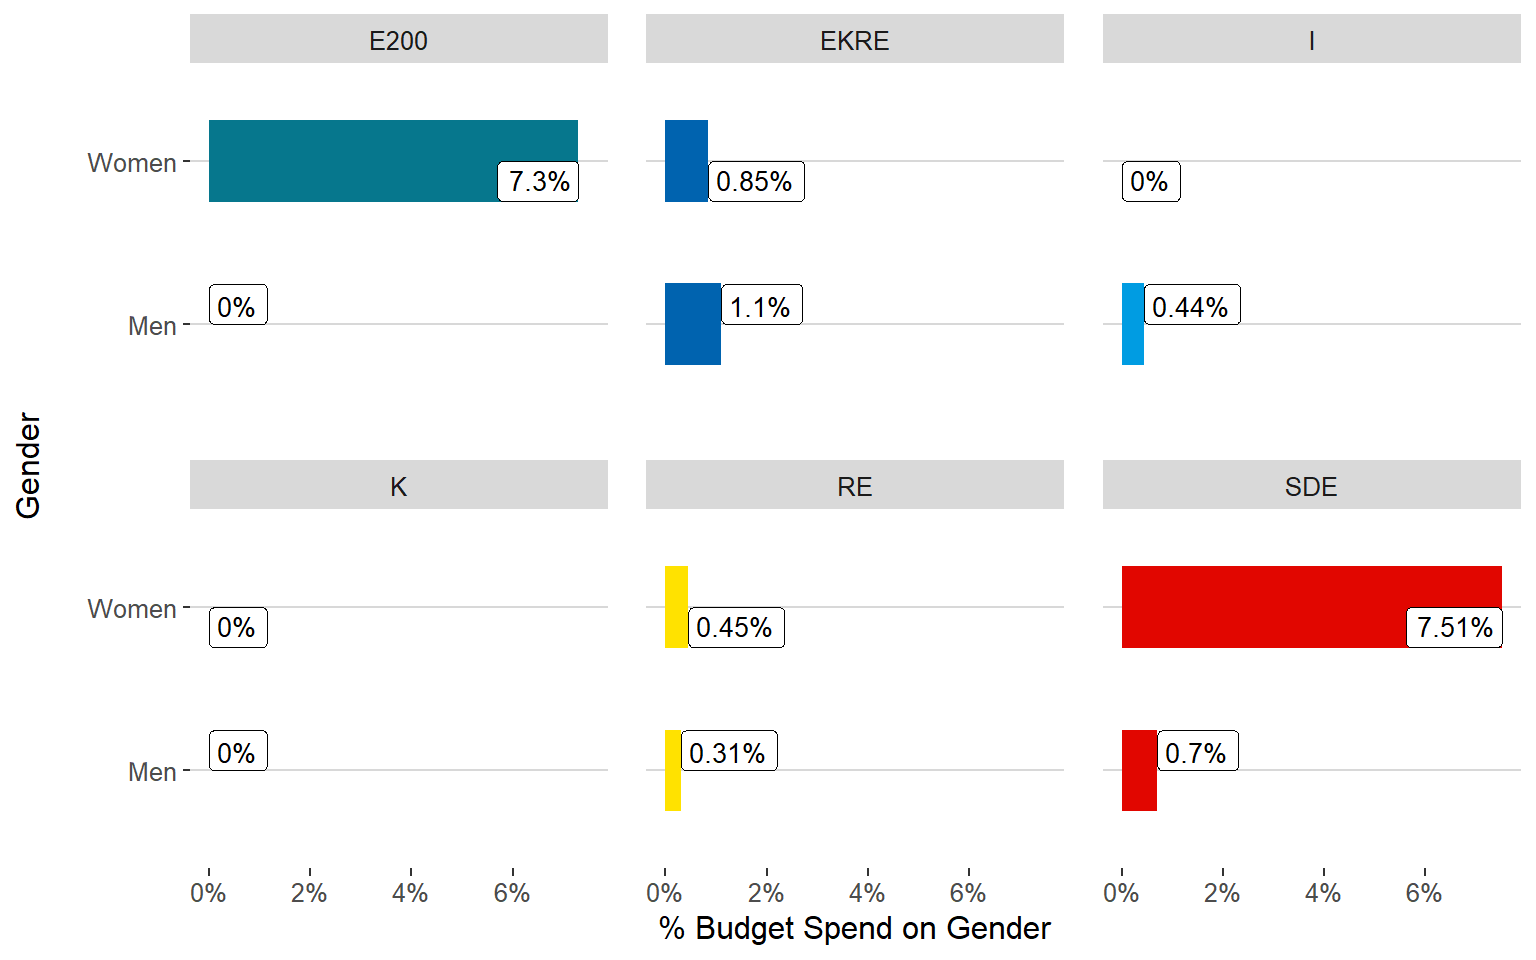 E200 EKRE I
Women 7.3% 0.85% 0%
Men 0% 1.1% 0.44%
Gender
K RE SDE
Women 0% 0.45% 7.51%
Men 0% 0.31% 0.7%
0% 2% 4% 6% 0% 2% 4% 6% 0% 2% 4% 6%
% Budget Spend on Gender